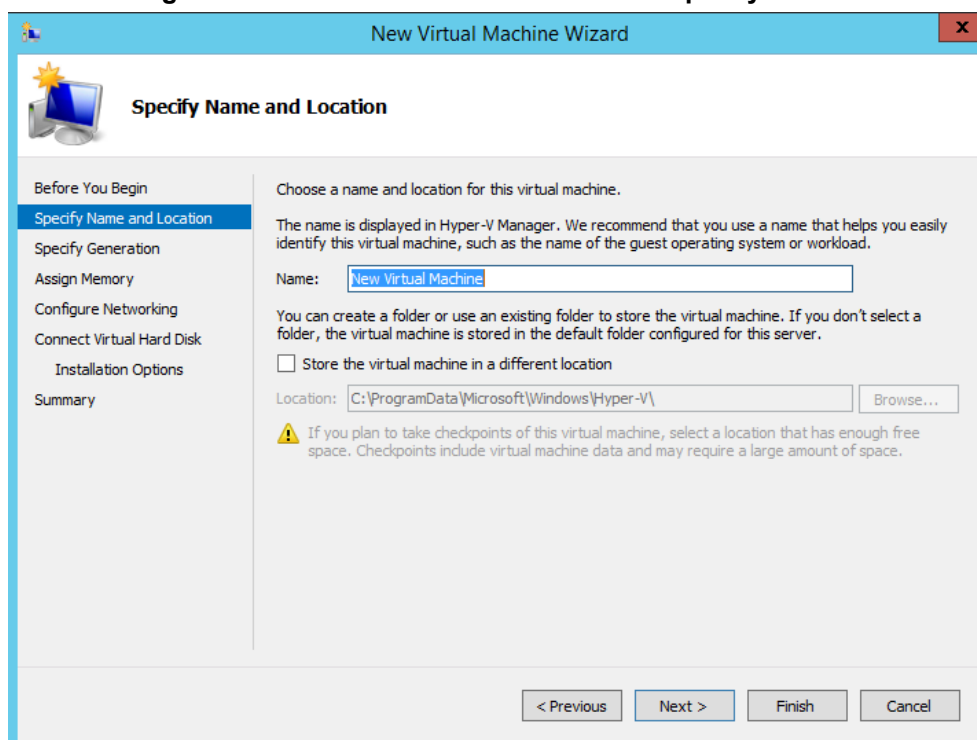 New Virtual Machine Wizard
x
Specify Name and Location
Before You Begin
Specify Name and Location
Specify Generation
Assign Memory
Configure Networking
Connect Virtual Hard Disk
Installation Options
Summary
Choose a name and location for this virtual machine.
The name is displayed in Hyper-V Manager. We recommend that you use a name that helps you easily
identify this virtual machine, such as the name of the guest operating system or workload.
Name: New Virtual Machine
You can create a folder or use an existing folder to store the virtual machine. If you don't select a
folder, the virtual machine is stored in the default folder configured for this server.
Store the virtual machine in a different location
Location: C:\ProgramData\Microsoft\Windows\Hyper-V\ Browse...
If you plan to take checkpoints of this virtual machine, select a location that has enough free
space. Checkpoints include virtual machine data and may require a large amount of space.
< Previous Next > Finish Cancel